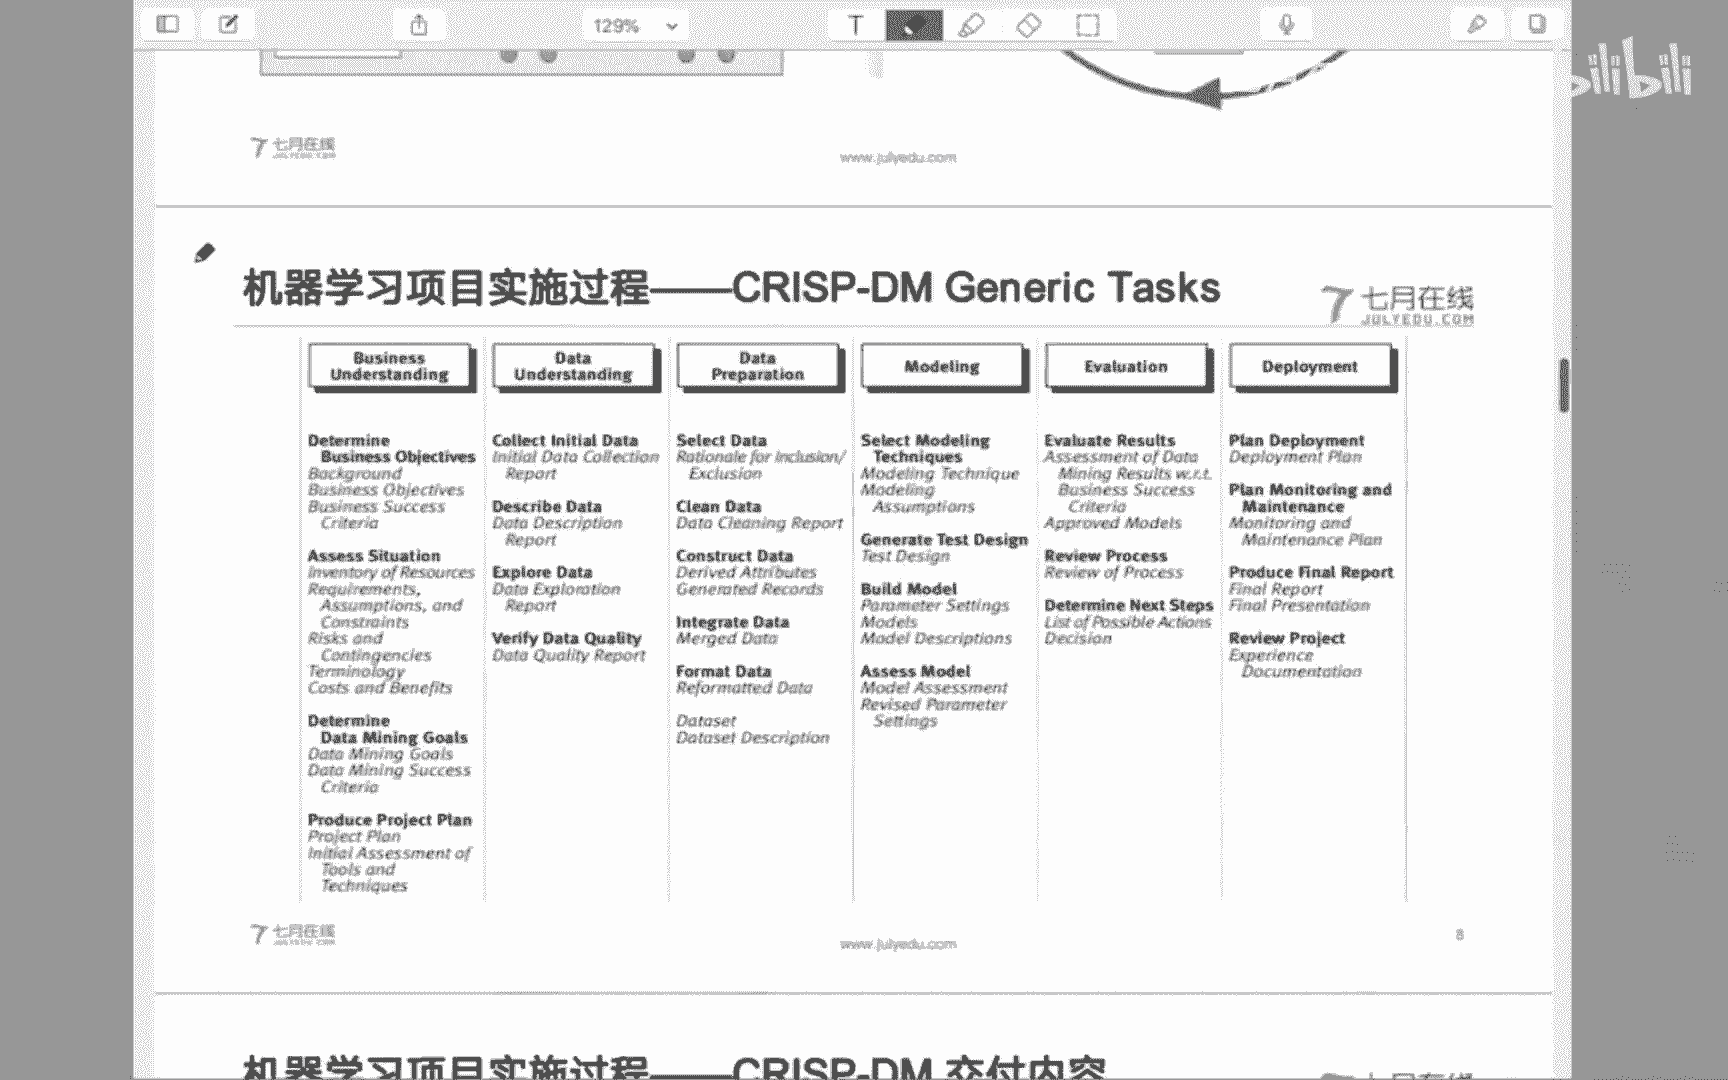 129%
T
bilibili
七月在线
JULYEDU.COM
www.julyedu.com
机器学习项目实施过程——CRISP-DM Generic Tasks
七月在线
JULYEDU.COM
Business
Understanding
Determine
Business Objectives
Background
Business Objectives
Business Success
Criteria
Assess Situation
Inventory of Resources
Requirements,
Assumptions, and
Constraints
Risks and
Contingencies
Terminology
Costs and Benefits
Determine
Data Mining Goals
Data Mining Goals
Data Mining Success
Criteria
Produce Project Plan
Project Plan
Initial Assessment of
Tools and
Techniques
Data
Understanding
Collect Initial Data
Initial Data Collection
Report
Describe Data
Data Description
Report
Explore Data
Data Exploration
Report
Verify Data Quality
Data Quality Report
Data
Preparation
Select Data
Rationale for Inclusion/
Exclusion
Clean Data
Data Cleaning Report
Construct Data
Derived Attributes
Generated Records
Integrate Data
Merged Data
Format Data
Reformatted Data
Dataset
Dataset Description
Modeling
Select Modeling
Techniques
Modeling Technique
Modeling
Assumptions
Generate Test Design
Test Design
Build Model
Parameter Settings
Models
Model Descriptions
Assess Model
Model Assessment
Revised Parameter
Settings
Evaluation
Evaluate Results
Assessment of Data
Mining Results w.r.t.
Business Success
Criteria
Approved Models
Review Process
Review of Process
Determine Next Steps
List of Possible Actions
Decision
Deployment
Plan Deployment
Deployment Plan
Plan Monitoring and
Maintenance
Monitoring and
Maintenance Plan
Produce Final Report
Final Report
Final Presentation
Review Project
Experience
Documentation
七月在线
JULYEDU.COM
www.julyedu.com
8
机器学习项目实施过程——CRISP-DM 交付内容